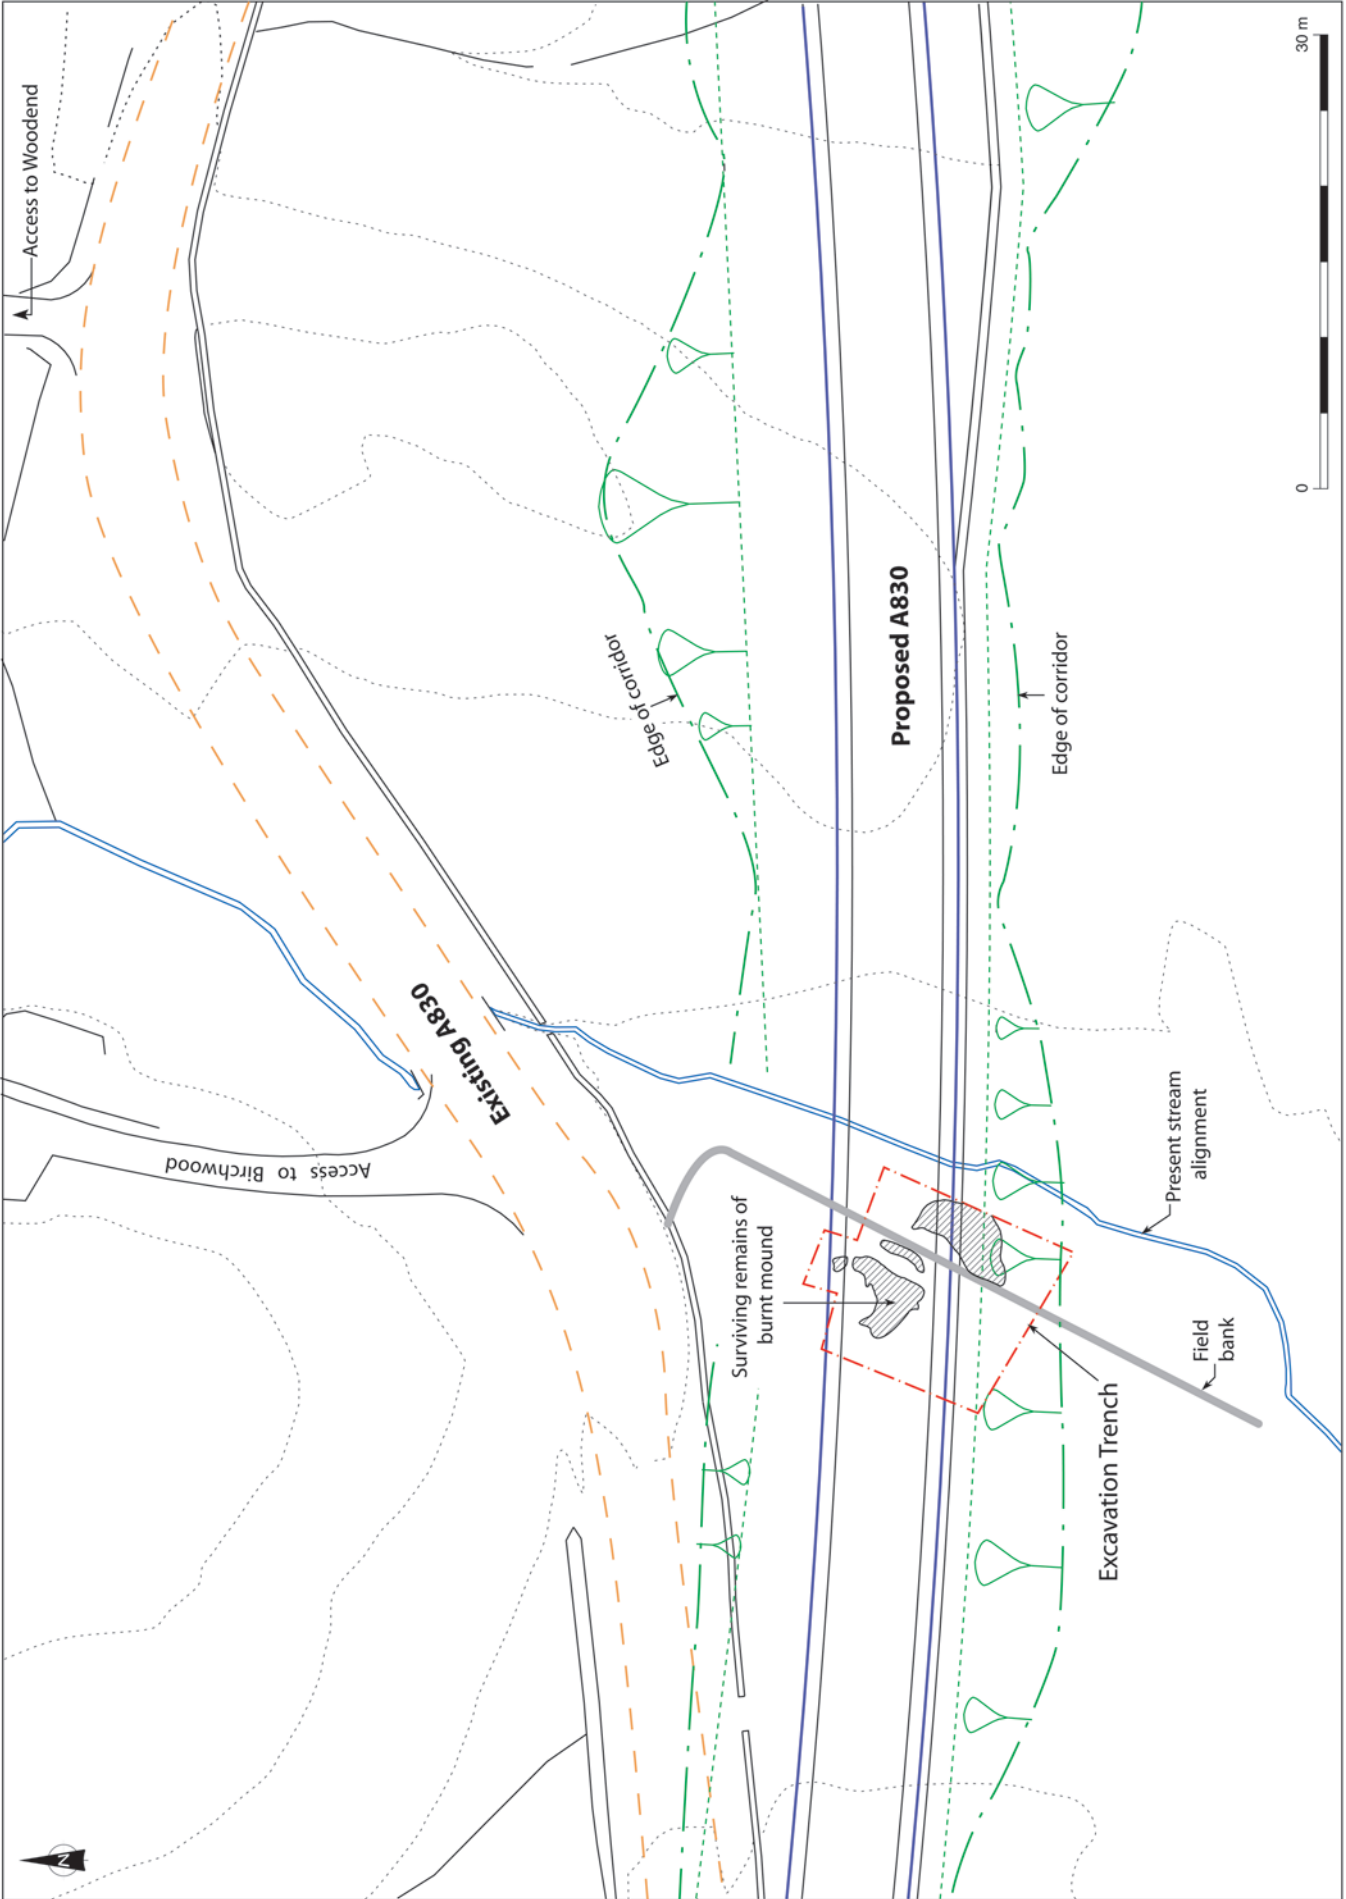 Access to Woodend
30 m
0
Existing A830
Access to Birchwood
Edge of corridor
Proposed A830
Edge of corridor
Surviving remains of
burnt mound
Present stream
alignment
Field
bank
Excavation Trench
N